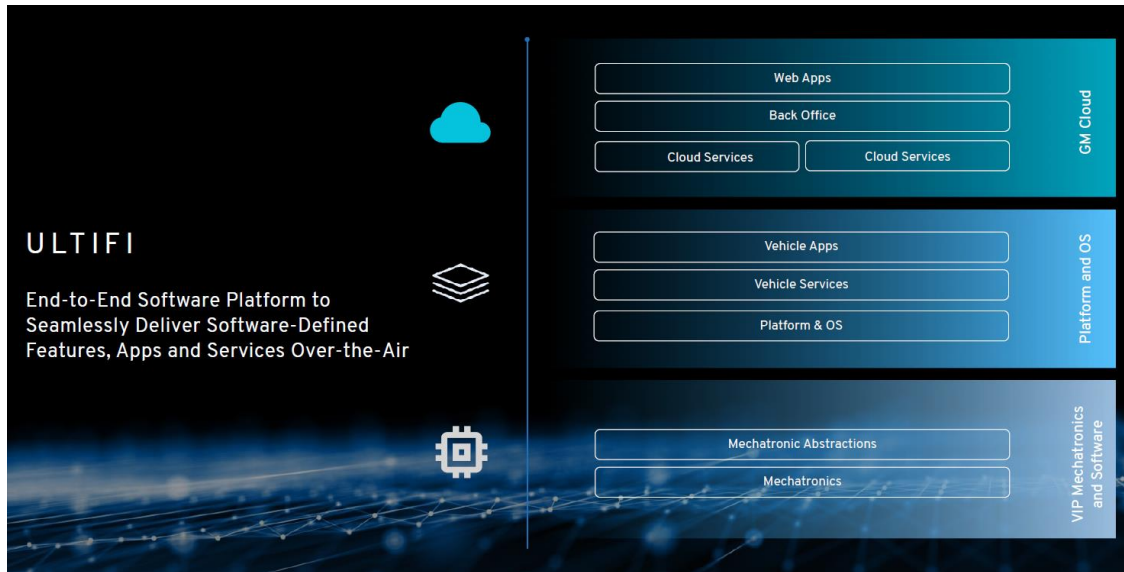 ULTIFI
End-to-End Software Platform to
Seamlessly Deliver Software-Defined
Features, Apps and Services Over-the-Air
Web Apps
Back Office
Cloud Services
Cloud Services
GM Cloud
Vehicle Apps
Vehicle Services
Platform & OS
Platform and OS
Mechatronic Abstractions
Mechatronics
VIP Mechatronics
and Software